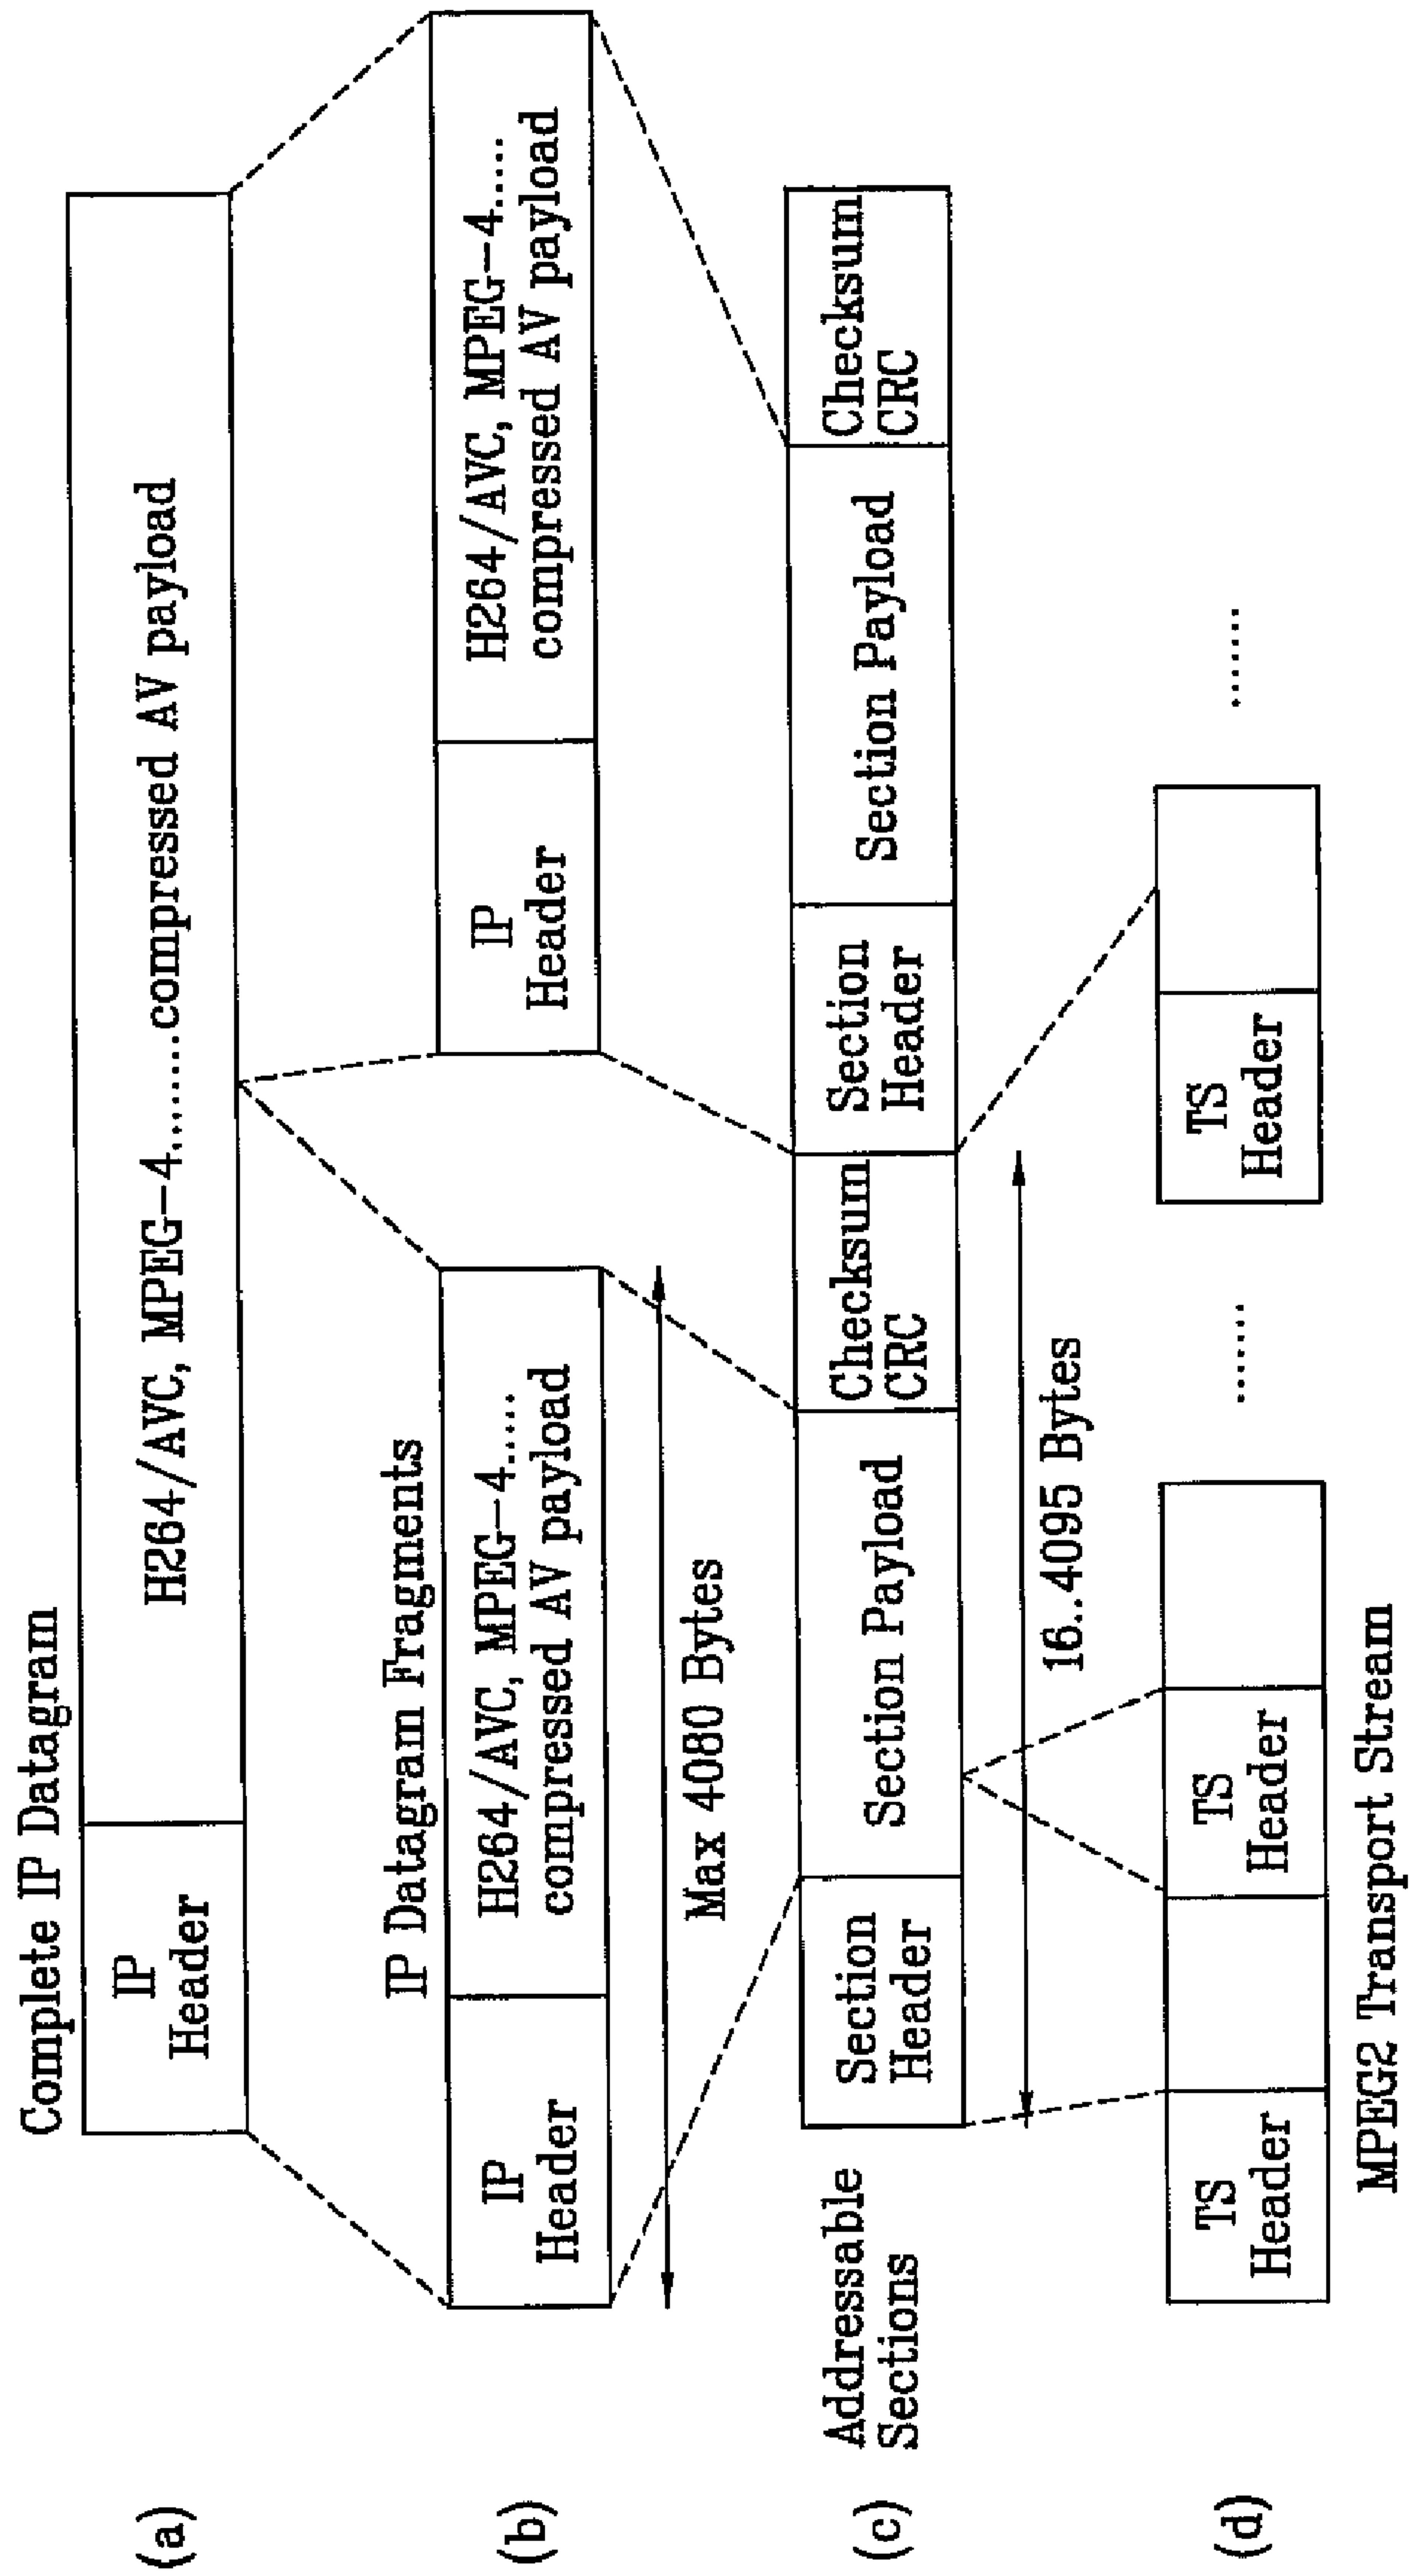 (a)
Complete IP Datagram
IP
Header
H264/AVC, MPEG-4........compressed AV payload
(b)
IP Datagram Fragments
IP
Header
H264/AVC, MPEG-4.....
compressed AV payload
IP
Header
H264/AVC, MPEG-4.....
compressed AV payload
Max 4080 Bytes
(c)
Addressable
Sections
Section
Header
Section Payload
Checksum
CRC
Section
Header
Section Payload
Checksum
CRC
16..4095 Bytes
(d)
TS
Header
TS
Header
.......
TS
Header
.......
MPEG2 Transport Stream